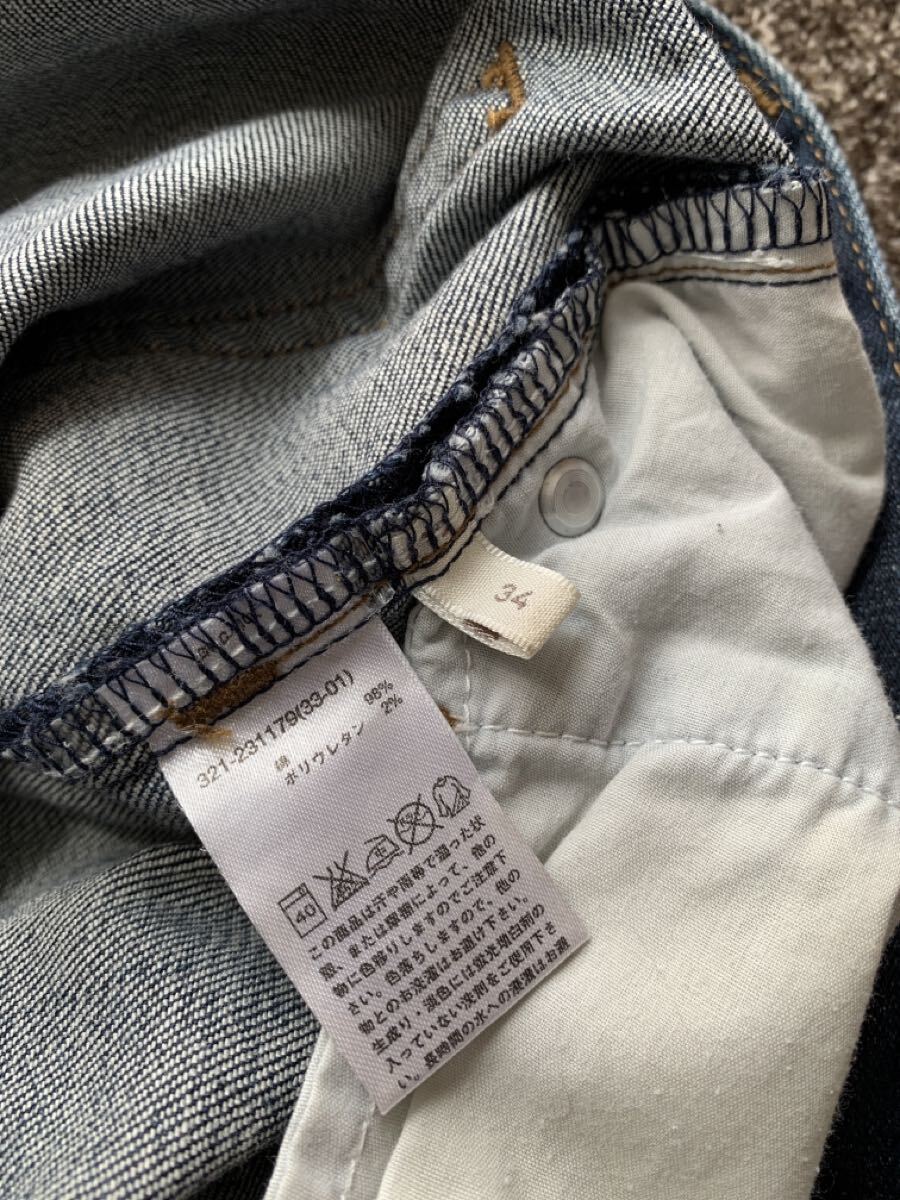 34
321-231179(33-01)
綿 98%
ポリウレタン 2%
40
この商品は汗や雨等で湿った状
態、または摩擦によって、他の
物に色移りしますのでご注意下
さい。色落ちしますので、他の
物とのお洗濯はお避け下さい。
生成り・淡色には蛍光増白剤の
入っていない洗剤をご使用下さ
い。長時間の水への浸漬はお避